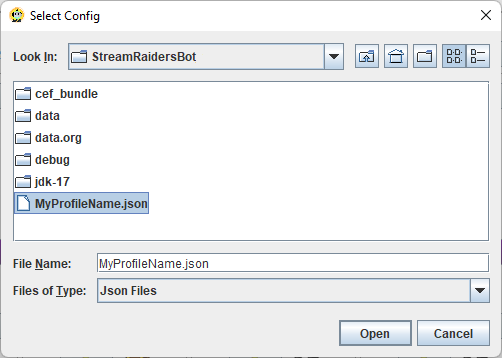 Select Config
Look In: StreamRaidersBot
cef_bundle
data
data.org
debug
jdk-17
MyProfileName.json
File Name: MyProfileName.json
Files of Type: Json Files
Open Cancel